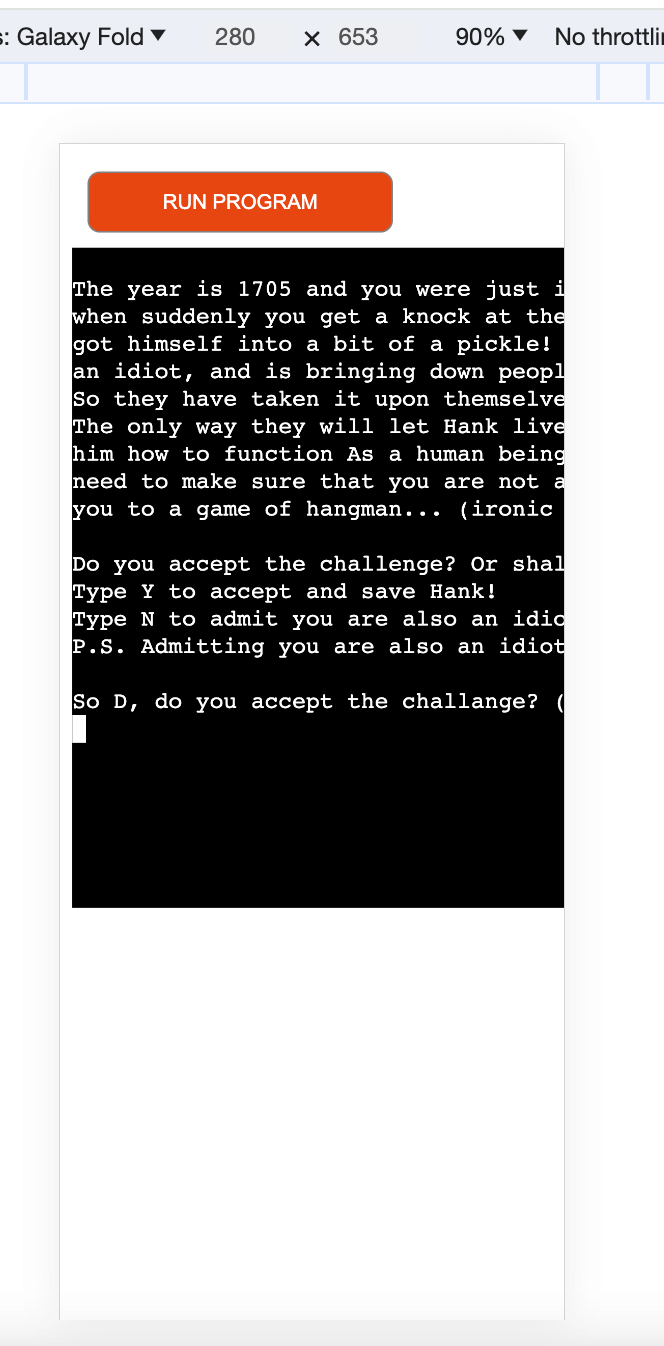 s: Galaxy Fold ▼ 280 × 653 90% ▼ No throttli
RUN PROGRAM
The year is 1705 and you were just i
when suddenly you get a knock at the
got himself into a bit of a pickle!
an idiot, and is bringing down peopl
So they have taken it upon themselve
The only way they will let Hank live
him how to function As a human being
need to make sure that you are not a
you to a game of hangman... (ironic
Do you accept the challenge? Or shal
Type Y to accept and save Hank!
Type N to admit you are also an idio
P.S. Admitting you are also an idiot
So D, do you accept the challange? (